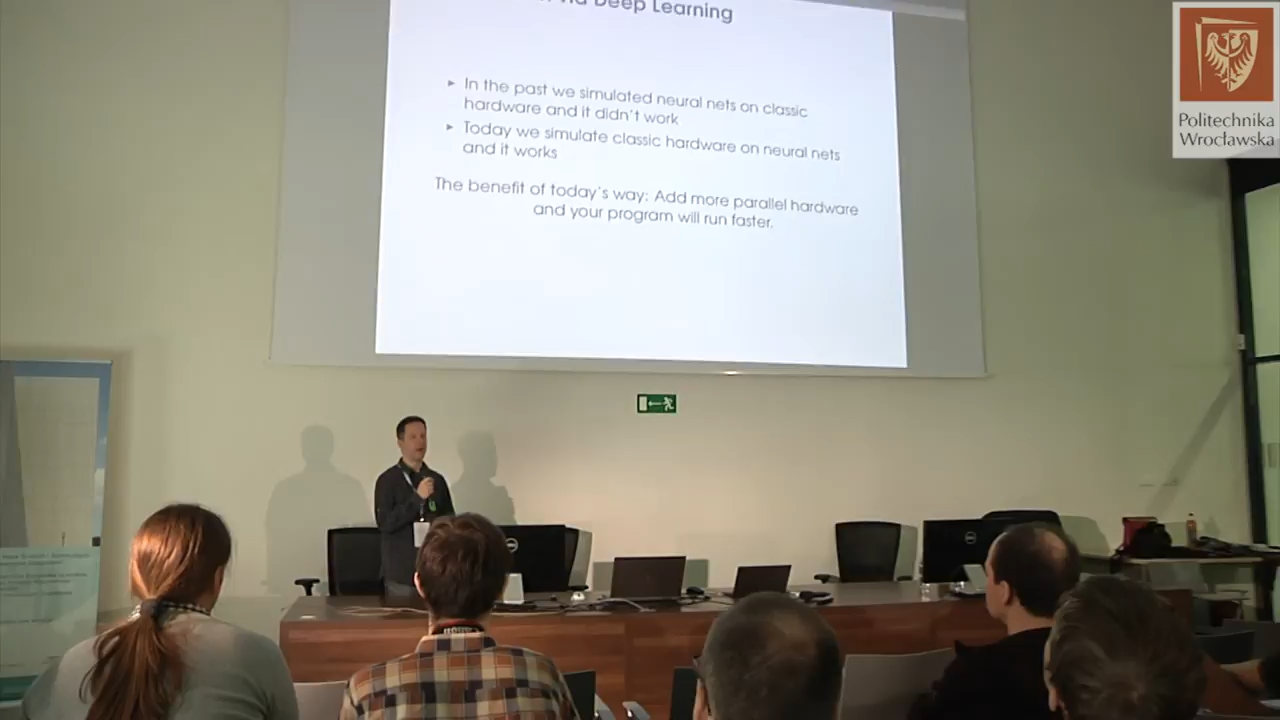 via Deep Learning
► In the past we simulated neural nets on classic
hardware and it didn't work
► Today we simulate classic hardware on neural nets
and it works
The benefit of today's way: Add more parallel hardware
and your program will run faster.
Politechnika
Wrocławska